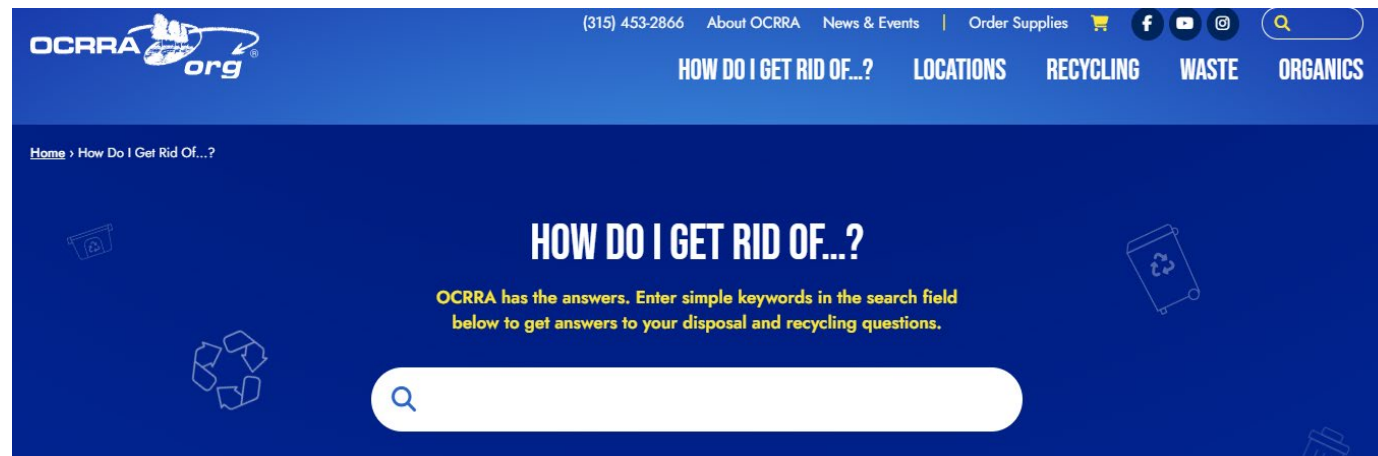 (315) 453-2866 About OCRRA News & Events | Order Supplies
OCRRA
org®
HOW DO I GET RID OF...? LOCATIONS RECYCLING WASTE ORGANICS
Home › How Do I Get Rid Of...?
HOW DO I GET RID OF...?
OCRRA has the answers. Enter simple keywords in the search field
below to get answers to your disposal and recycling questions.